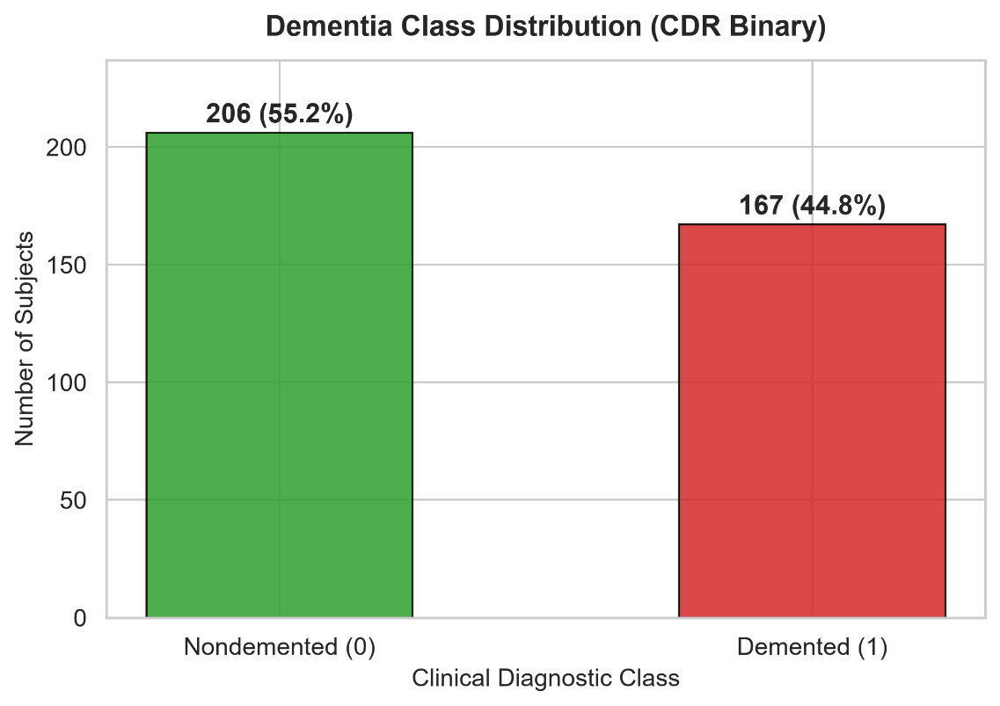 Dementia Class Distribution (CDR Binary)
206 (55.2%)
167 (44.8%)
200
150
100
50
0
Number of Subjects
Nondemented (0)
Demented (1)
Clinical Diagnostic Class